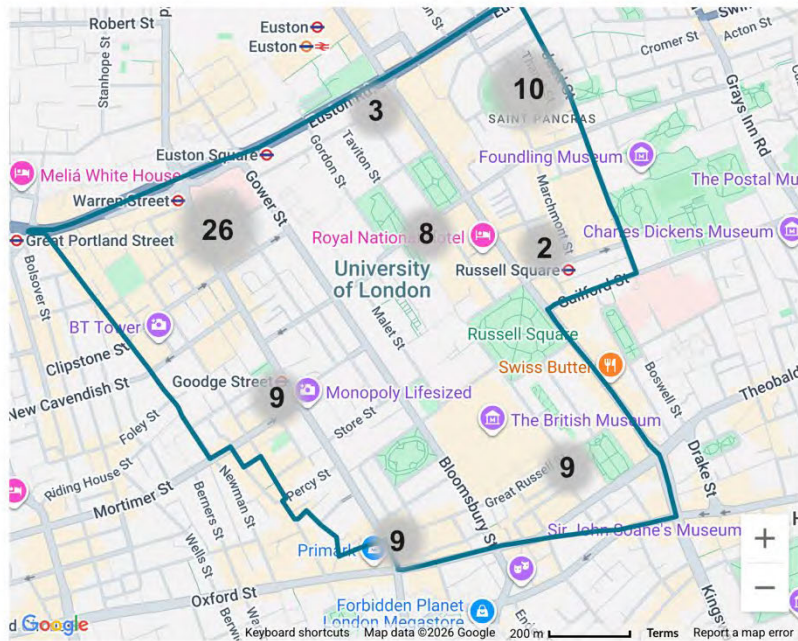 Robert St
Stanhope St
Euston
Euston
Euston Rd
Cromer St
Acton St
Grays Inn Rd
3
10
SAINT PANCRAS
Judd St
Euston Square
Gordon St
Taviton St
Foundling Museum
Meliá White House
Warren Street
Gower St
Marchmont St
The Postal Mu
26
8
2
Great Portland Street
Royal National Hotel
Charles Dickens Museum
Bolsover St
University
of London
Russell Square
Guilford St
BT Tower
Malet St
Russell Square
Clipstone St
Swiss Butter
Boswell St
Theobald
New Cavendish St
Goodge Street
Monopoly Lifesized
9
The British Museum
Foley St
Store St
Drake St
Riding House St
Mortimer St
Newman St
Percy St
Bloomsbury St
Great Russell
9
Berners St
Wells St
9
Primark
Sir John Soane's Museum
Oxford St
Forbidden Planet
London Megastore
Kings
+
−
Google
Keyboard shortcuts
Map data ©2026 Google
200 m
Terms
Report a map error